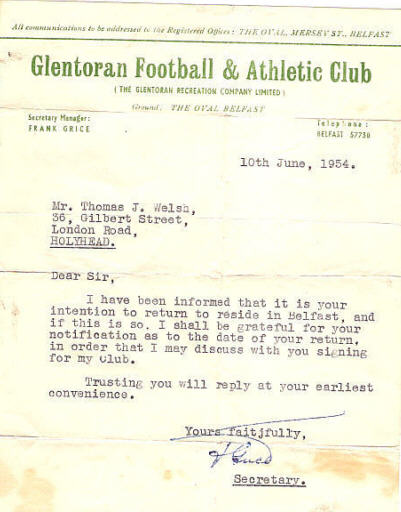 All communications to be addressed to the Registered Office: THE OVAL, MERSEY ST., BELFAST
Glentoran Football & Athletic Club
( THE GLENTORAN RECREATION COMPANY LIMITED )
Ground: THE OVAL BELFAST
Secretary Manager:
FRANK GRICE
Telephone:
BELFAST 57730
10th June, 1954.
Mr. Thomas J. Welsh,
36, Gilbert Street,
London Road,
HOLYHEAD.
Dear Sir,
I have been informed that it is your
intention to return to reside in Belfast, and
if this is so, I shall be grateful for your
notification as to the date of your return,
in order that I may discuss with you signing
for my Club.
Trusting you will reply at your earliest
convenience.
Yours faitjfully,
Secretary.